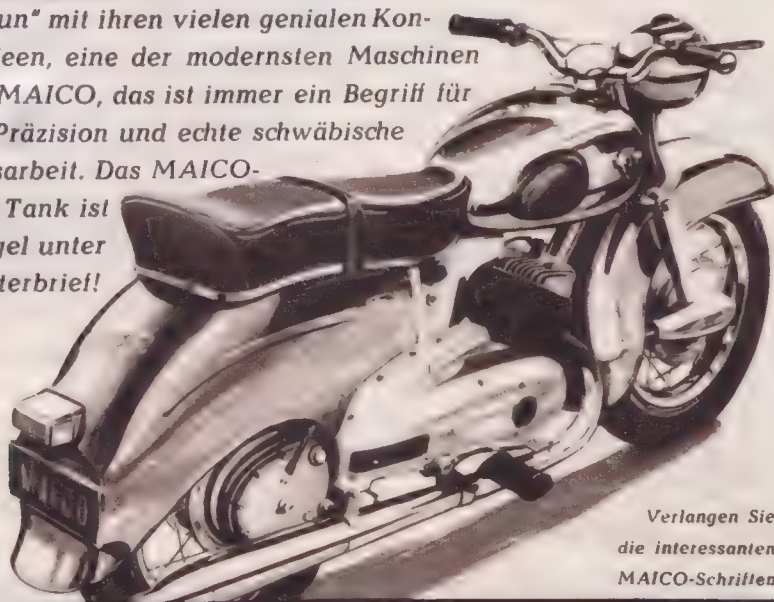 un" mit ihren vielen genialen Kon-
een, eine der modernsten Maschinen
MAICO, das ist immer ein Begriff für
Präzision und echte schwäbische
sarbeit. Das MAICO-
Tank ist
gel unter
terbrief!
MAICO
Verlangen Sie
die interessanten
MAICO-Schriften